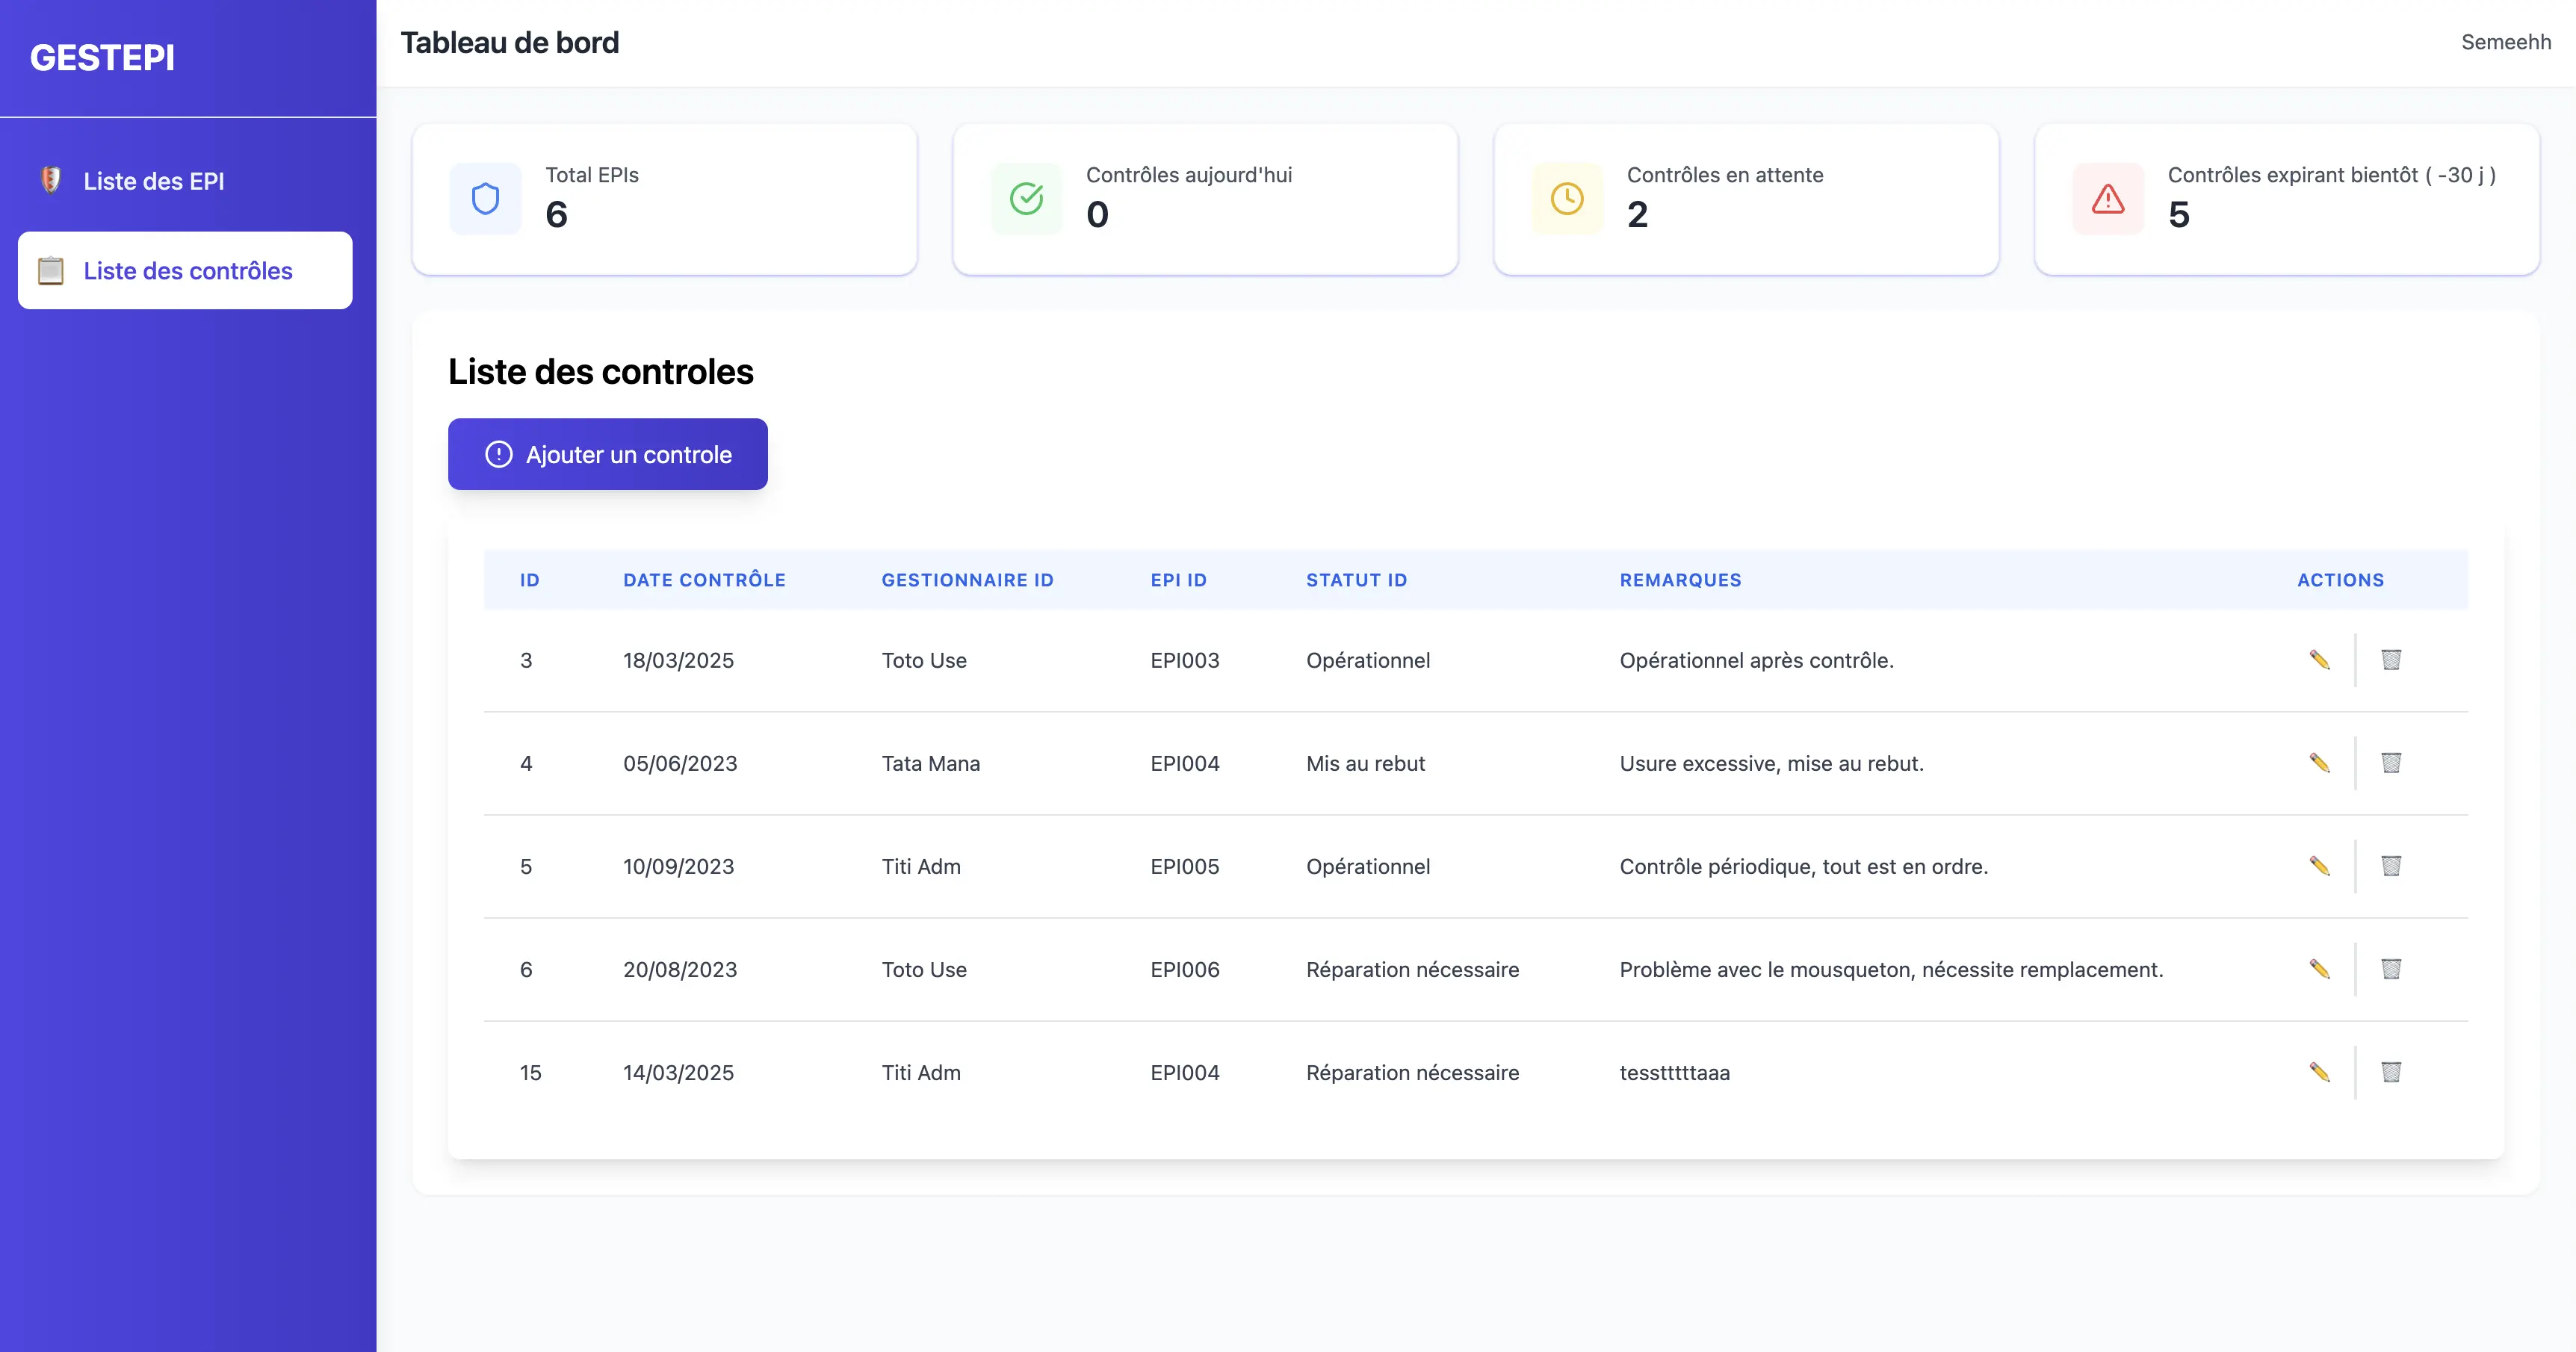 GESTEPI
Liste des EPI
Liste des contrôles
Tableau de bord
Semeehh
Total EPIs
6
Contrôles aujourd'hui
0
Contrôles en attente
2
Contrôles expirant bientôt ( -30 j )
5
Liste des controles
Ajouter un controle
ID DATE CONTRÔLE GESTIONNAIRE ID EPI ID STATUT ID REMARQUES ACTIONS
3 18/03/2025 Toto Use EPI003 Opérationnel Opérationnel après contrôle.
4 05/06/2023 Tata Mana EPI004 Mis au rebut Usure excessive, mise au rebut.
5 10/09/2023 Titi Adm EPI005 Opérationnel Contrôle périodique, tout est en ordre.
6 20/08/2023 Toto Use EPI006 Réparation nécessaire Problème avec le mousqueton, nécessite remplacement.
15 14/03/2025 Titi Adm EPI004 Réparation nécessaire tesstttttaaa